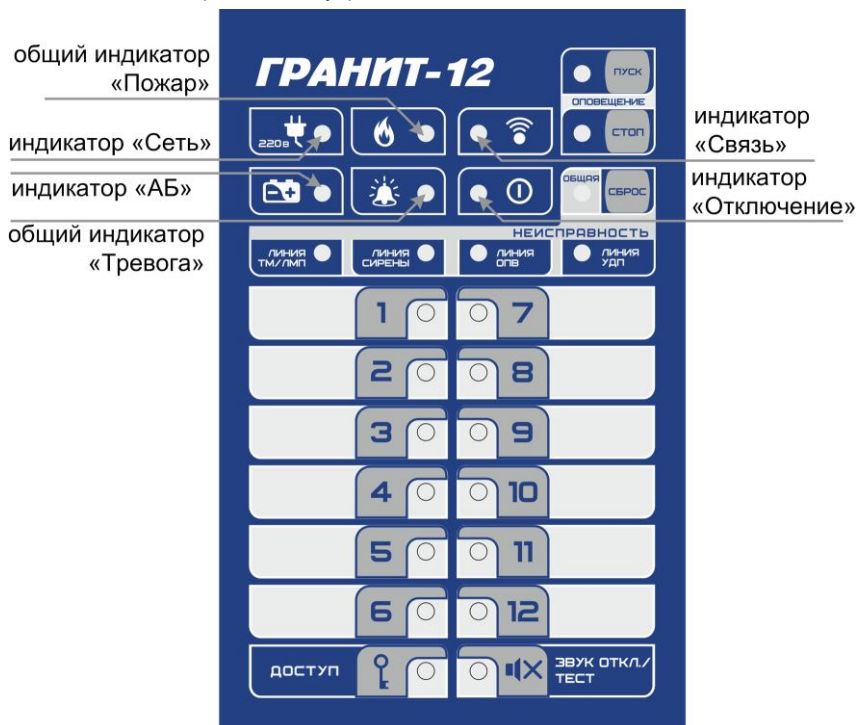 общий индикатор
«Пожар»
индикатор «Сеть»
индикатор «АБ»
общий индикатор
«Тревога»
ГРАНИТ-12
ПУСК
ОПОВЕЩЕНИЕ
СТОП
220в
ОБЩАЯ
СБРОС
НЕИСПРАВНОСТЬ
ЛИНИЯ
ТМ/ЛМП
ЛИНИЯ
СИРЕНЫ
ЛИНИЯ
ОПВ
ЛИНИЯ
УДП
1 7
2 8
3 9
4 10
5 11
6 12
ДОСТУП
ЗВУК ОТКЛ./
ТЕСТ
индикатор
«Связь»
индикатор
«Отключение»